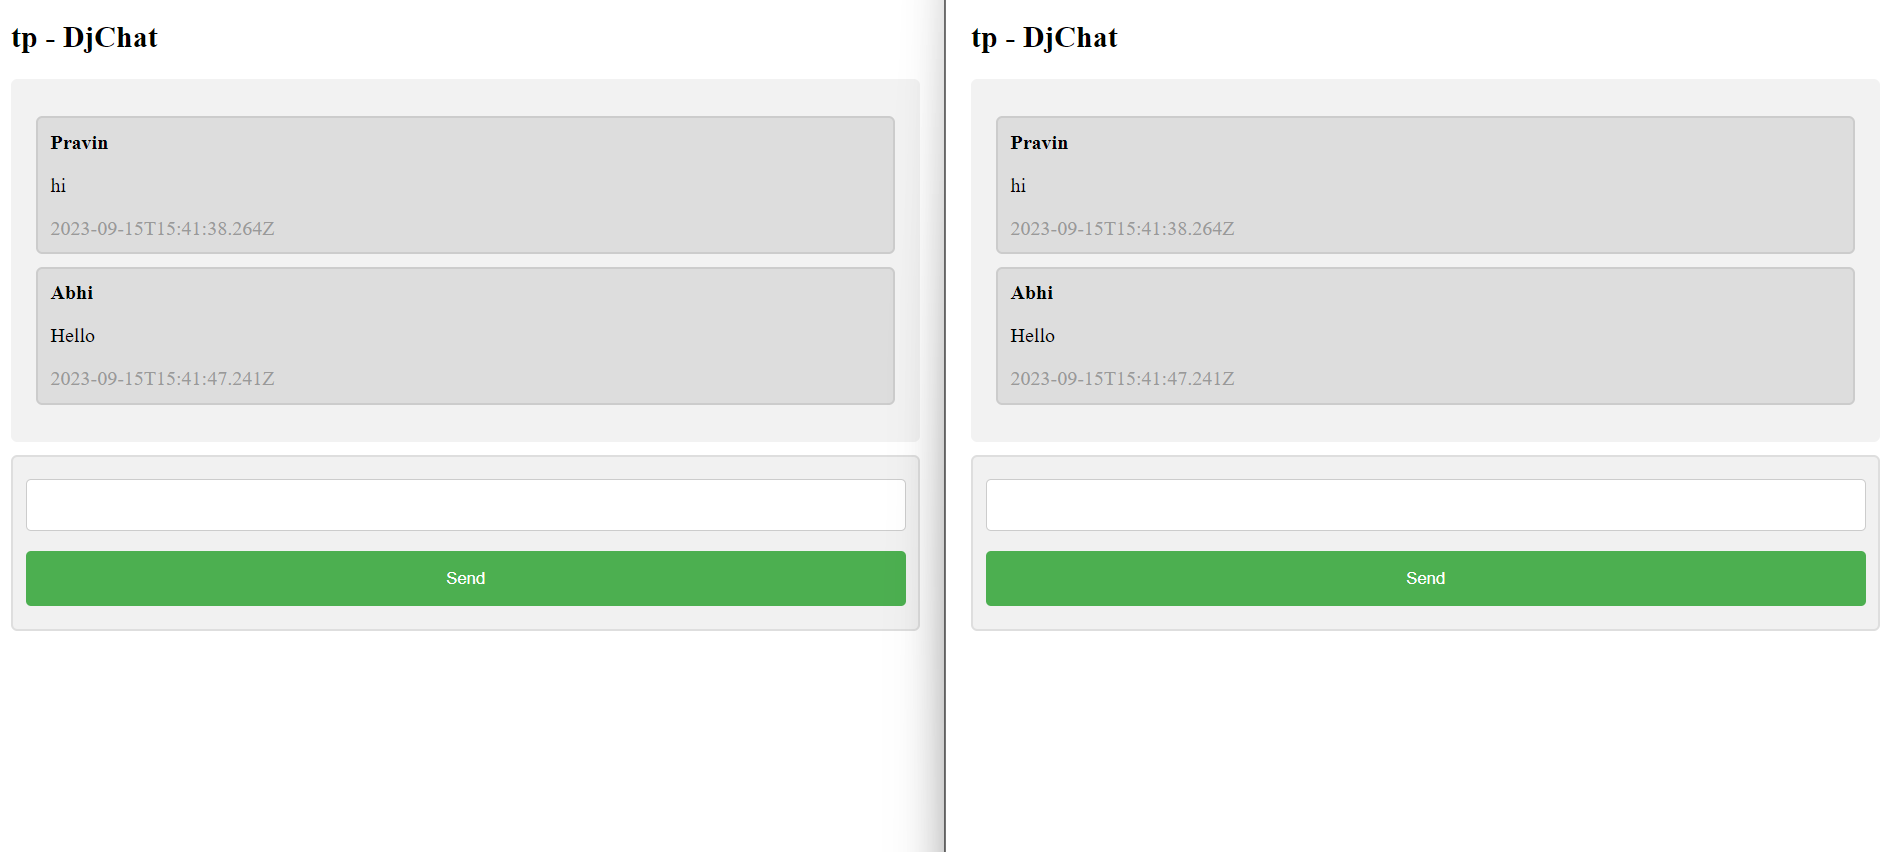 tp - DjChat
Pravin
hi
2023-09-15T15:41:38.264Z
Abhi
Hello
2023-09-15T15:41:47.241Z
Send
tp - DjChat
Pravin
hi
2023-09-15T15:41:38.264Z
Abhi
Hello
2023-09-15T15:41:47.241Z
Send